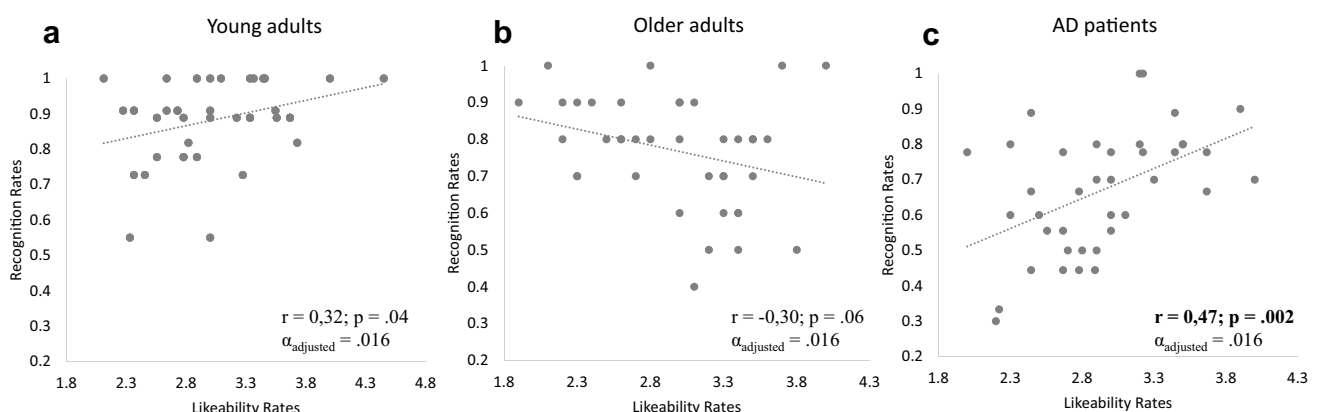 a
Young adults
Recognition Rates
1
0.9
0.8
0.7
0.6
0.5
0.4
0.3
0.2
r = 0,32; p = .04
αadjusted = .016
1.8 2.3 2.8 3.3 3.8 4.3 4.8
Likeability Rates
b
Older adults
Recognition Rates
1
0.9
0.8
0.7
0.6
0.5
0.4
0.3
0.2
r = -0,30; p = .06
αadjusted = .016
1.8 2.3 2.8 3.3 3.8 4.3
Likeability Rates
c
AD patients
Recognition Rates
1
0.9
0.8
0.7
0.6
0.5
0.4
0.3
0.2
r = 0,47; p = .002
αadjusted = .016
1.8 2.3 2.8 3.3 3.8 4.3
Likeability Rates